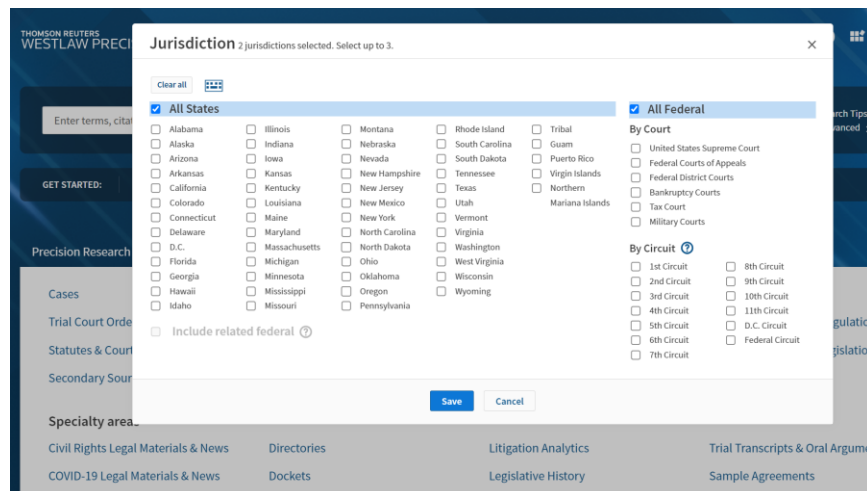 THOMSON REUTERS
WESTLAW PRECI
Jurisdiction 2 jurisdictions selected. Select up to 3.
Clear all
All States
All Federal
Enter terms,
rch Tips
vanced
Alabama
Alaska
Arizona
Arkansas
California
Colorado
Connecticut
Delaware
D.C.
Florida
Georgia
Hawaii
Idaho
Illinois
Indiana
Iowa
Kansas
Kentucky
Louisiana
Maine
Maryland
Massachusetts
Michigan
Minnesota
Mississippi
Missouri
Montana
Nebraska
Nevada
New Hampshire
New Jersey
New Mexico
New York
North Carolina
North Dakota
Ohio
Oklahoma
Oregon
Pennsylvania
Rhode Island
South Carolina
South Dakota
Tennessee
Texas
Utah
Vermont
Virginia
Washington
West Virginia
Wisconsin
Wyoming
Tribal
Guam
Puerto Rico
Virgin Islands
Northern
Mariana Islands
Include related federal ?
By Court
United States Supreme Court
Federal Courts of Appeals
Federal District Courts
Bankruptcy Courts
Tax Court
Military Courts
By Circuit ?
1st Circuit
2nd Circuit
3rd Circuit
4th Circuit
5th Circuit
6th Circuit
7th Circuit
8th Circuit
9th Circuit
10th Circuit
11th Circuit
D.C. Circuit
Federal Circuit
GET STARTED:
Precision Research
Cases
Trial Court Orde
Statutes & Court
Secondary Sour
gulatio
gislatio
Save
Cancel
Specialty areas
Civil Rights Legal Materials & News
Directories
Litigation Analytics
Trial Transcripts & Oral Argum
COVID-19 Legal Materials & News
Dockets
Legislative History
Sample Agreements